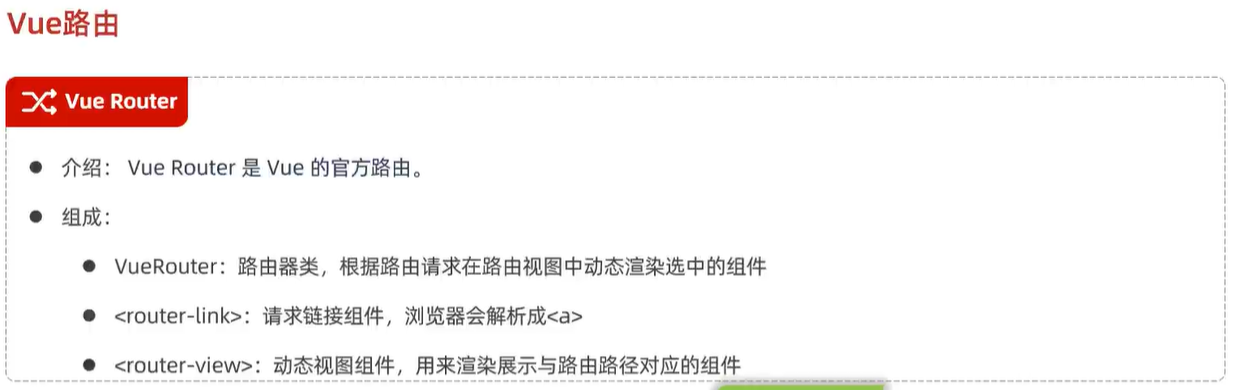 Vue路由
Vue Router
介绍： Vue Router 是 Vue 的官方路由。
组成：
VueRouter：路由器类，根据路由请求在路由视图中动态渲染选中的组件
<router-link>：请求链接组件，浏览器会解析成<a>
<router-view>：动态视图组件，用来渲染展示与路由路径对应的组件